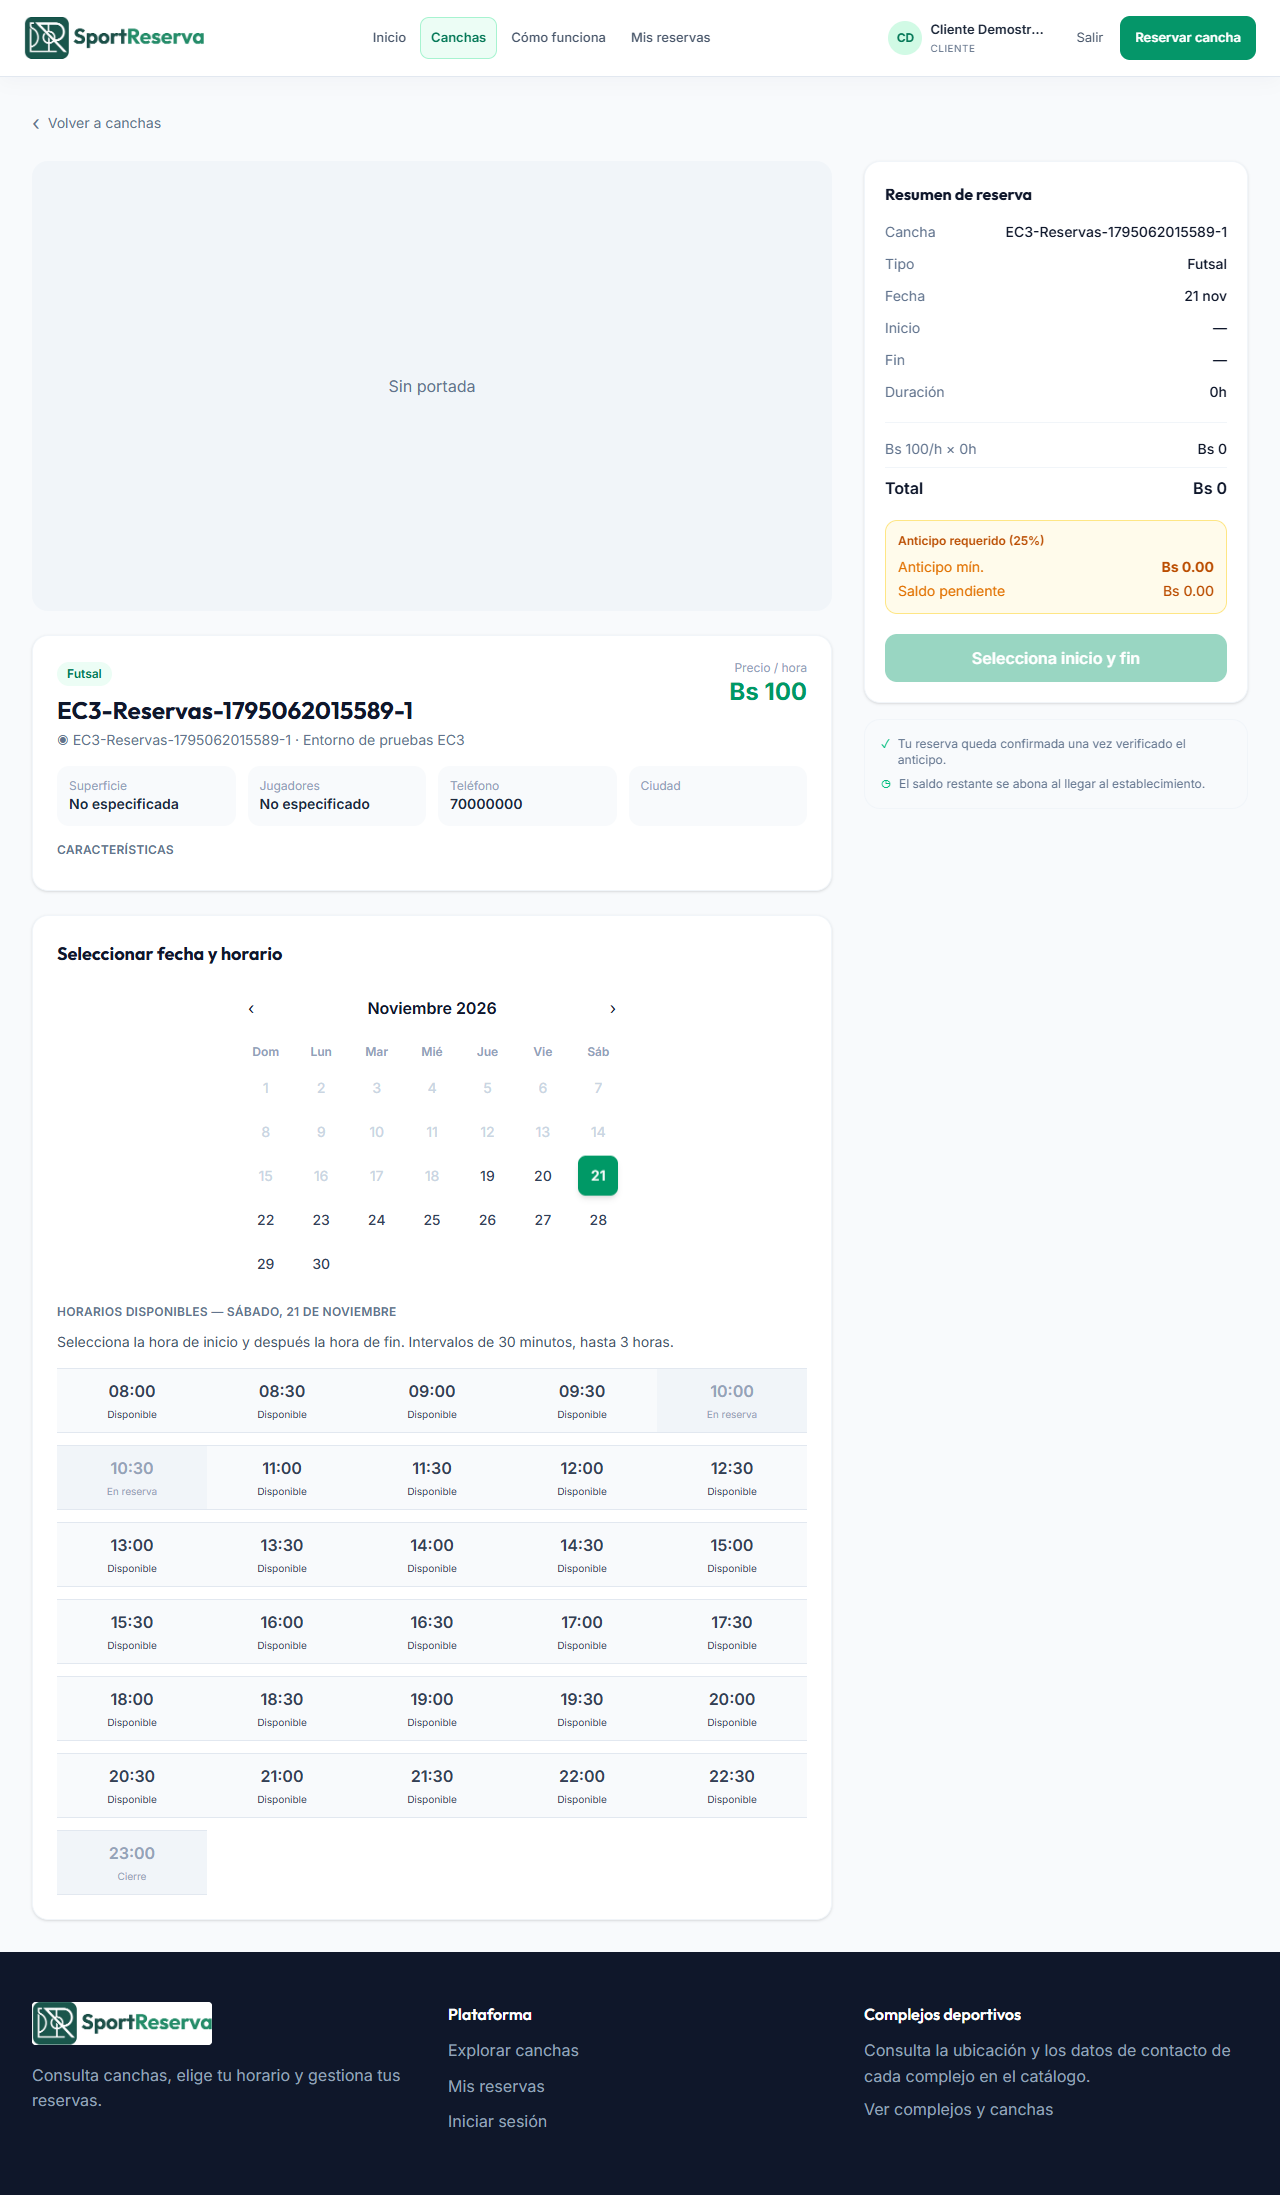 SportReserva
Inicio
Canchas
Cómo funciona
Mis reservas
CD
Cliente Demostr...
CLIENTE
Salir
Reservar cancha
‹ Volver a canchas
Sin portada
Futsal
Precio / hora
Bs 100
EC3-Reservas-1795062015589-1
◉ EC3-Reservas-1795062015589-1 · Entorno de pruebas EC3
Superficie
No especificada
Jugadores
No especificado
Teléfono
70000000
Ciudad
CARACTERÍSTICAS
Seleccionar fecha y horario
‹ Noviembre 2026 ›
Dom Lun Mar Mié Jue Vie Sáb
1 2 3 4 5 6 7
8 9 10 11 12 13 14
15 16 17 18 19 20 21
22 23 24 25 26 27 28
29 30
HORARIOS DISPONIBLES — SÁBADO, 21 DE NOVIEMBRE
Selecciona la hora de inicio y después la hora de fin. Intervalos de 30 minutos, hasta 3 horas.
08:00 08:30 09:00 09:30 10:00
Disponible Disponible Disponible Disponible En reserva
10:30 11:00 11:30 12:00 12:30
En reserva Disponible Disponible Disponible Disponible
13:00 13:30 14:00 14:30 15:00
Disponible Disponible Disponible Disponible Disponible
15:30 16:00 16:30 17:00 17:30
Disponible Disponible Disponible Disponible Disponible
18:00 18:30 19:00 19:30 20:00
Disponible Disponible Disponible Disponible Disponible
20:30 21:00 21:30 22:00 22:30
Disponible Disponible Disponible Disponible Disponible
23:00
Cierre
Resumen de reserva
Cancha EC3-Reservas-1795062015589-1
Tipo Futsal
Fecha 21 nov
Inicio —
Fin —
Duración 0h
Bs 100/h × 0h Bs 0
Total Bs 0
Anticipo requerido (25%)
Anticipo mín. Bs 0.00
Saldo pendiente Bs 0.00
Selecciona inicio y fin
✓ Tu reserva queda confirmada una vez verificado el
anticipo.
◷ El saldo restante se abona al llegar al establecimiento.
SportReserva
Consulta canchas, elige tu horario y gestiona tus
reservas.
Plataforma
Explorar canchas
Mis reservas
Iniciar sesión
Complejos deportivos
Consulta la ubicación y los datos de contacto de
cada complejo en el catálogo.
Ver complejos y canchas